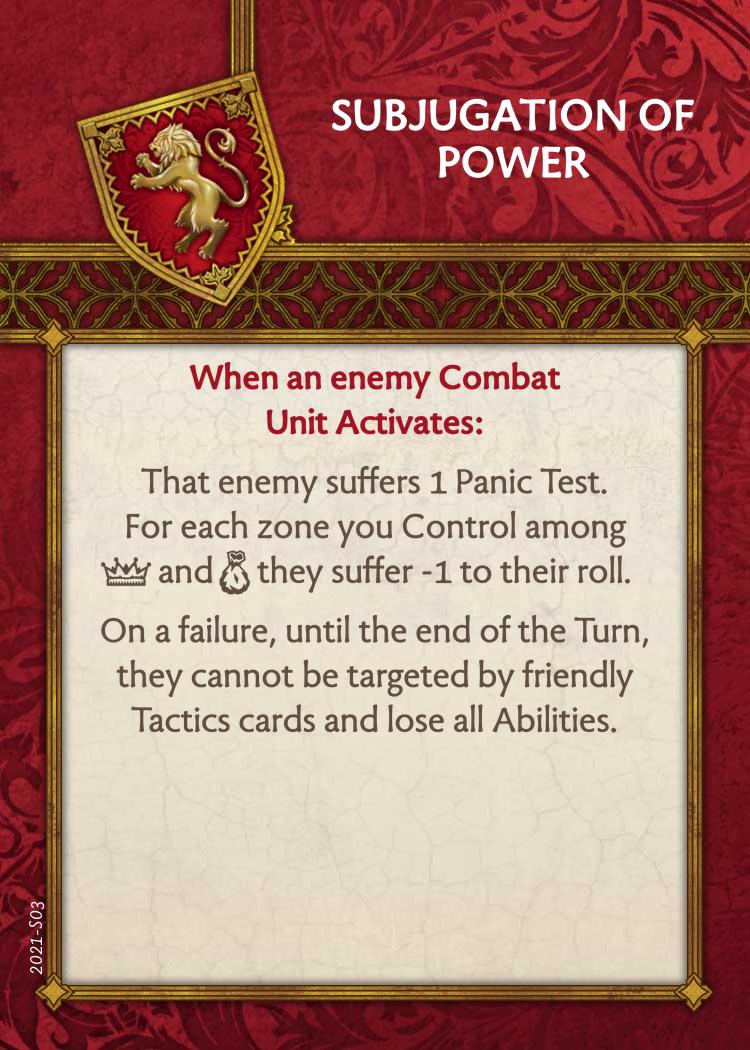 SUBJUGATION OF
POWER
When an enemy Combat
Unit Activates:
That enemy suffers 1 Panic Test.
For each zone you Control among
and they suffer -1 to their roll.
On a failure, until the end of the Turn,
they cannot be targeted by friendly
Tactics cards and lose all Abilities.
2021-S03